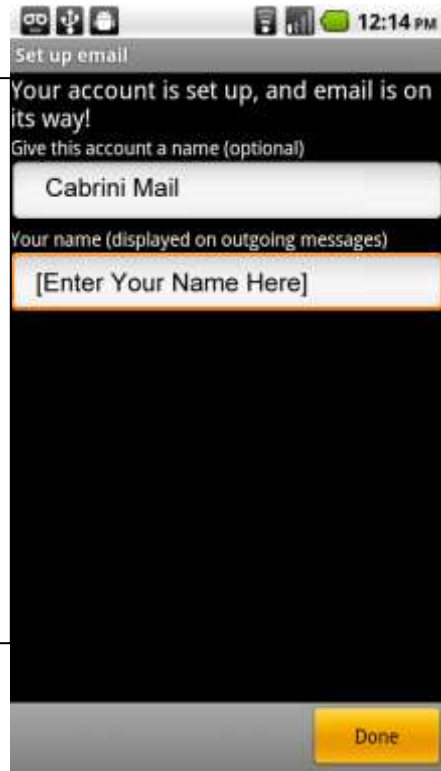 12:14 PM
Set up email
Your account is set up, and email is on
its way!
Give this account a name (optional)
Cabrini Mail
Your name (displayed on outgoing messages)
[Enter Your Name Here]
Done